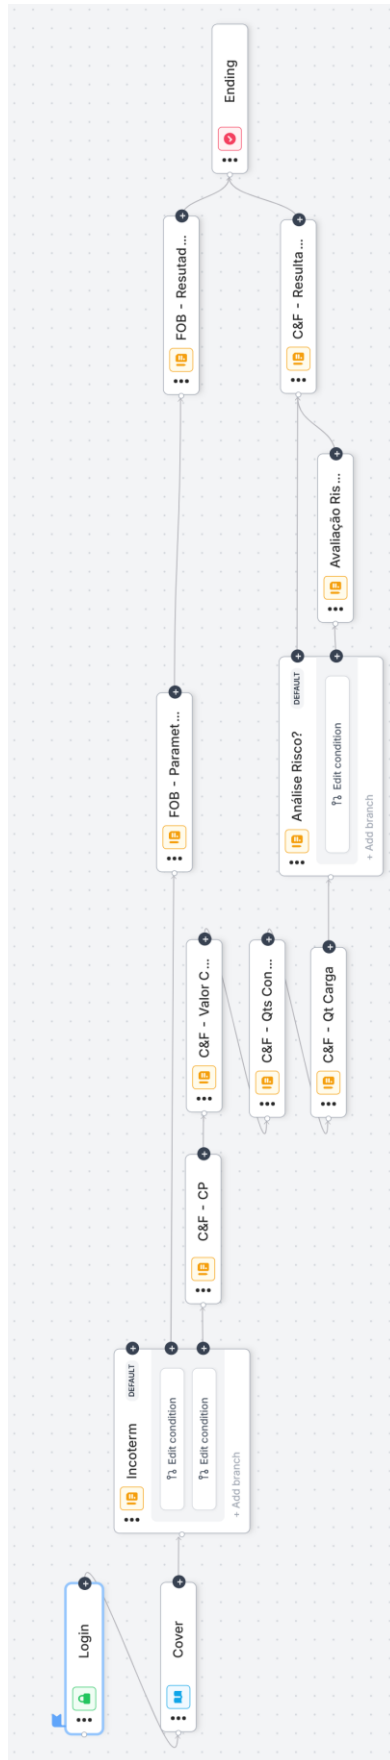 Login
Cover
Incoterm
DEFAULT
Edit condition
Edit condition
+ Add branch
C&F - CP
C&F - Valor C...
C&F - Qts Con...
C&F - Qt Carga
FOB - Paramet...
Análise Risco?
DEFAULT
Edit condition
+ Add branch
Avaliação Ris...
FOB - Resutad...
C&F - Resulta...
Ending